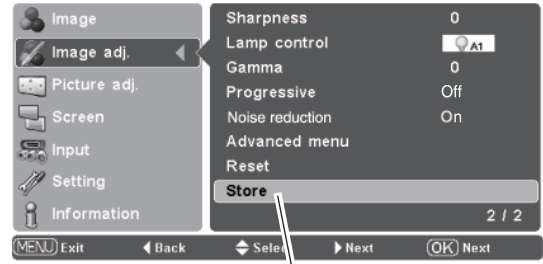 Image
Image adj.
Picture adj.
Screen
Input
Setting
Information
Sharpness 0
Lamp control A1
Gamma 0
Progressive Off
Noise reduction On
Advanced menu
Reset
Store
2 / 2
MENU Exit Back Select Next OK Next